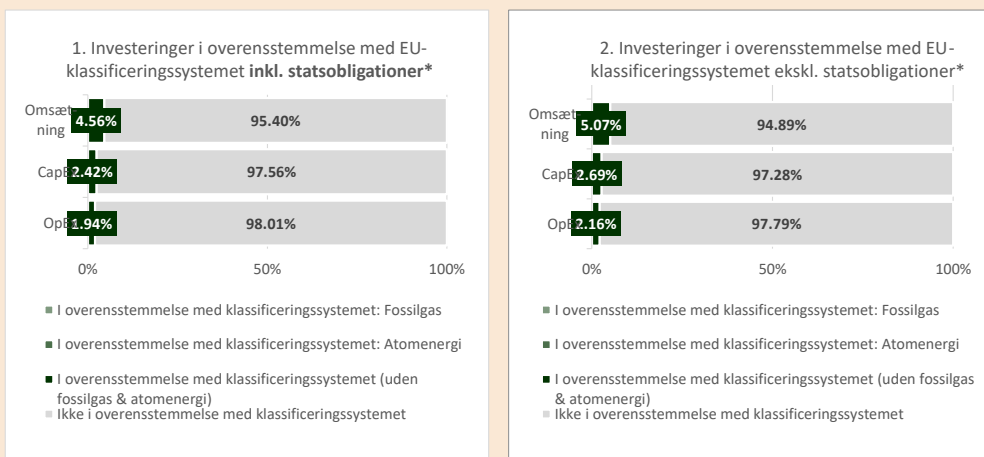 1. Investeringer i overensstemmelse med EU-
klassificeringssystemet inkl. statsobligationer*
Omsæt-
ning
4.56%
95.40%
2.42%
97.56%
1.94%
98.01%
0%
50%
100%
I overensstemmelse med klassificeringssystemet: Fossilgas
I overensstemmelse med klassificeringssystemet: Atomenergi
I overensstemmelse med klassificeringssystemet (uden
fossilgas & atomenergi)
Ikke i overensstemmelse med klassificeringssystemet
2. Investeringer i overensstemmelse med EU-
klassificeringssystemet ekskl. statsobligationer*
0%
50%
100%
Omsæt-
ning
5.07%
94.89%
2.69%
97.28%
2.16%
97.79%
0%
50%
100%
I overensstemmelse med klassificeringssystemet: Fossilgas
I overensstemmelse med klassificeringssystemet: Atomenergi
I overensstemmelse med klassificeringssystemet (uden fossilgas
& atomenergi)
Ikke i overensstemmelse med klassificeringssystemet